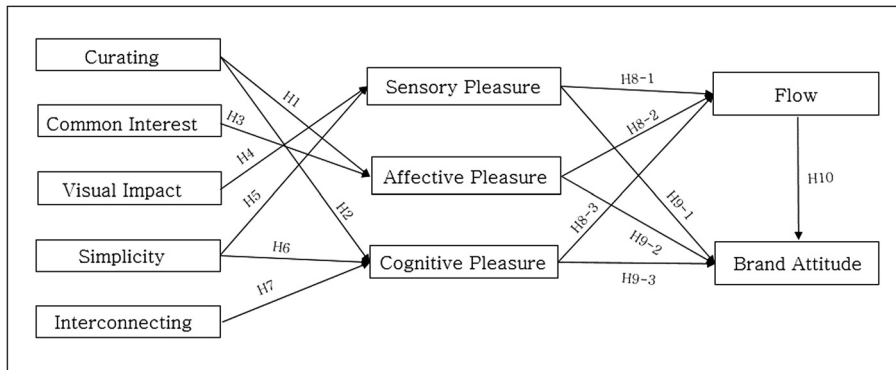 Curating
Common Interest
Visual Impact
Simplicity
Interconnecting
H1
H3
H4
H5
H2
H6
H7
Sensory Pleasure
Affective Pleasure
Cognitive Pleasure
H8-1
H8-2
H8-3
H9-1
H9-2
H9-3
Flow
H10
Brand Attitude